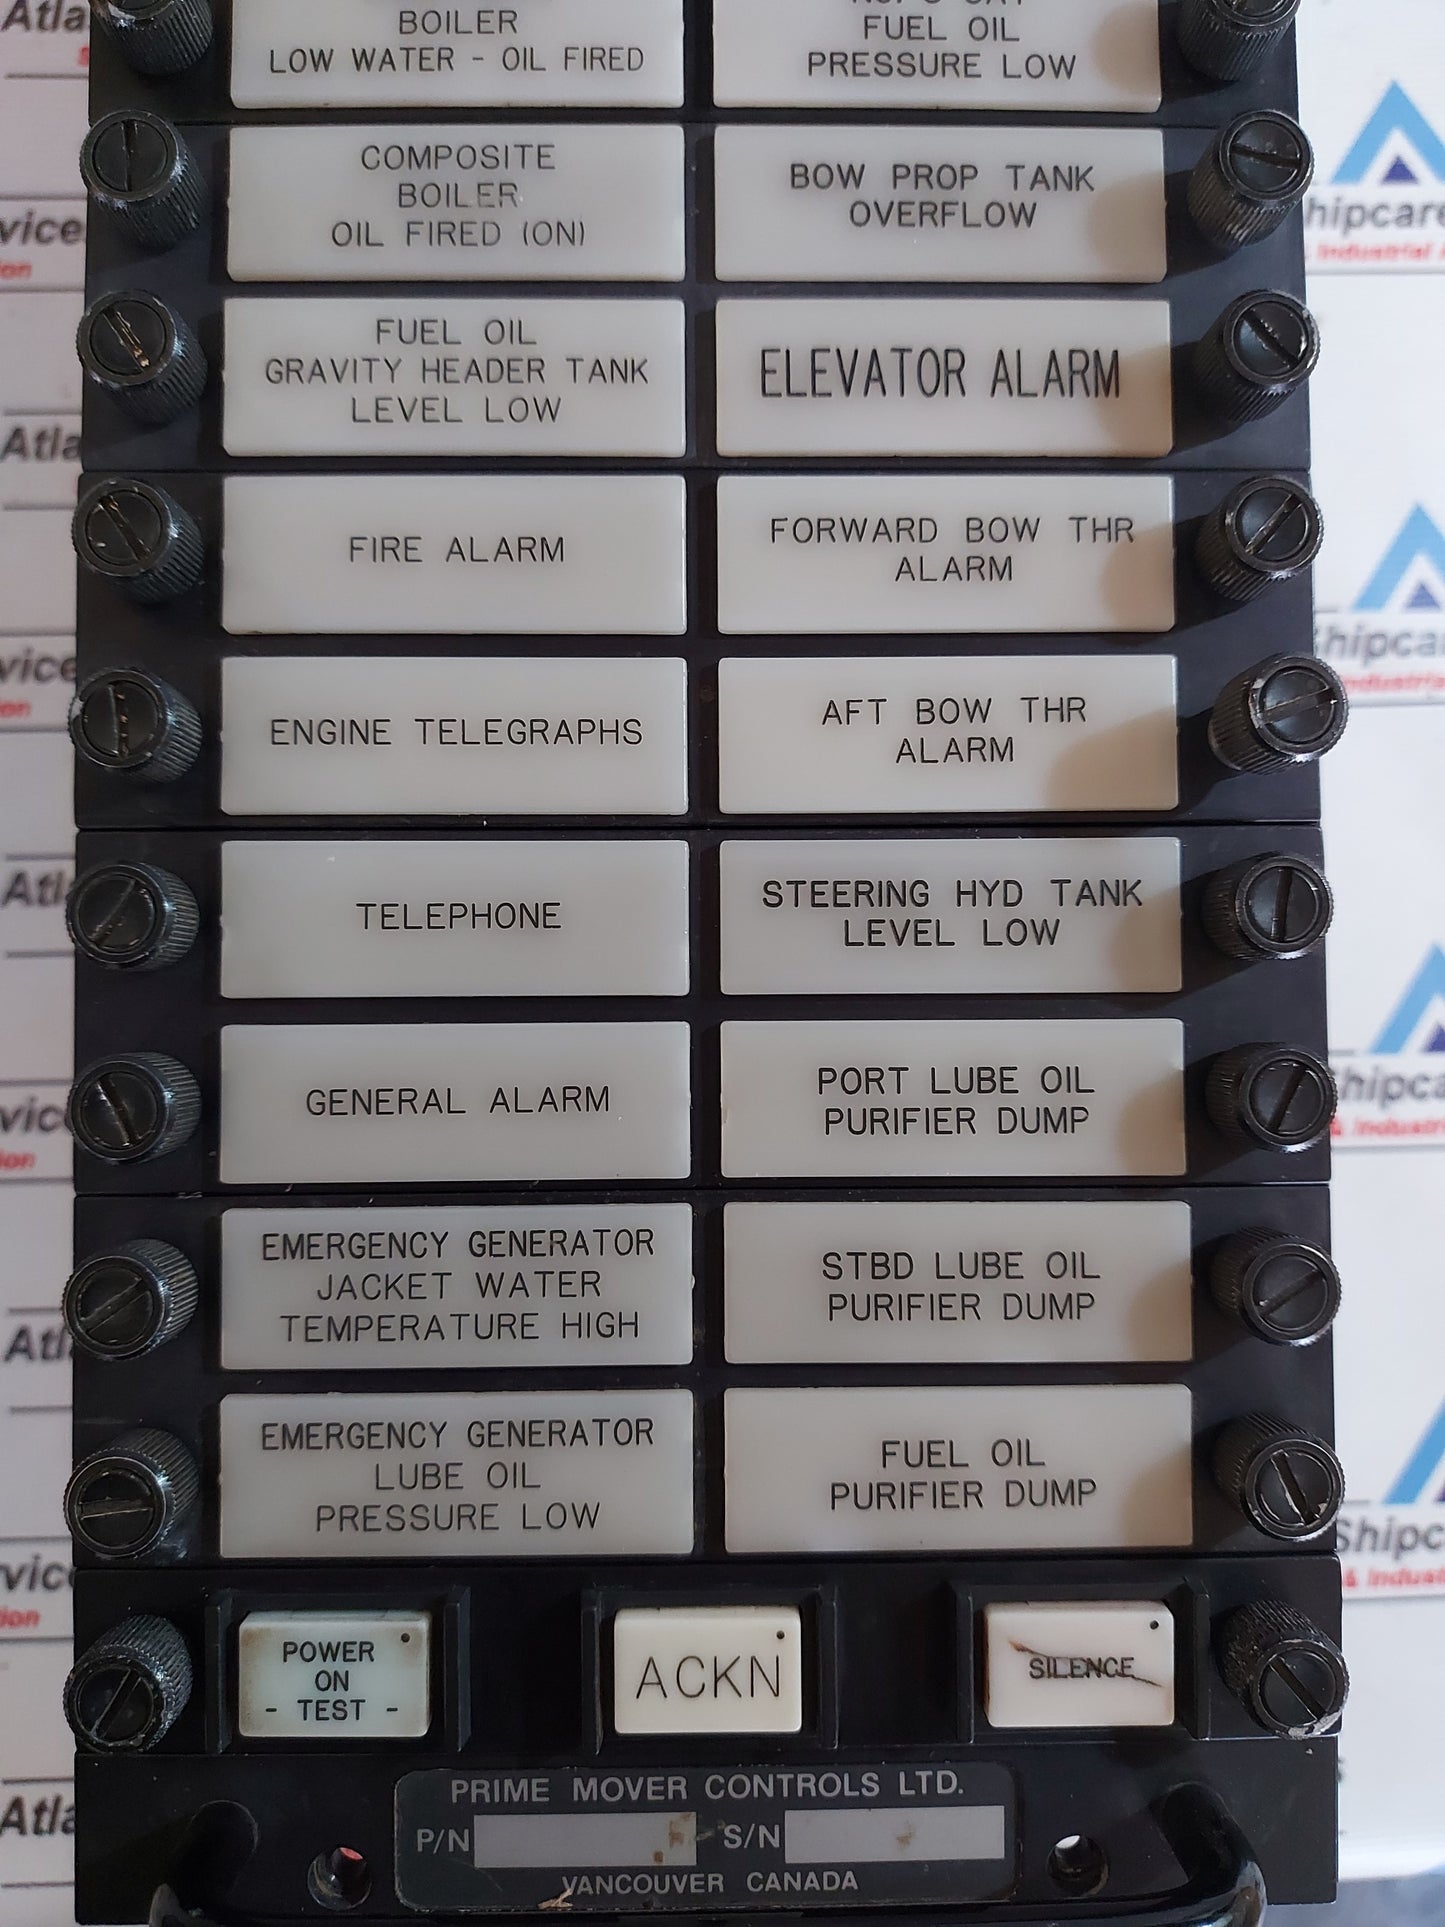 BOILER
LOW WATER - OIL FIRED
FUEL OIL
PRESSURE LOW
COMPOSITE
BOILER
OIL FIRED (ON)
BOW PROP TANK
OVERFLOW
FUEL OIL
GRAVITY HEADER TANK
LEVEL LOW
ELEVATOR ALARM
FIRE ALARM
FORWARD BOW THR
ALARM
ENGINE TELEGRAPHS
AFT BOW THR
ALARM
TELEPHONE
STEERING HYD TANK
LEVEL LOW
GENERAL ALARM
PORT LUBE OIL
PURIFIER DUMP
EMERGENCY GENERATOR
JACKET WATER
TEMPERATURE HIGH
STBD LUBE OIL
PURIFIER DUMP
EMERGENCY GENERATOR
LUBE OIL
PRESSURE LOW
FUEL OIL
PURIFIER DUMP
POWER
ON
- TEST -
ACKN
SILENCE
PRIME MOVER CONTROLS LTD.
P/N S/N
VANCOUVER CANADA